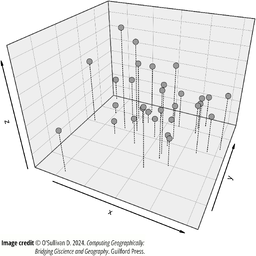 z
y
x
Image credit © O'Sullivan D. 2024. Computing Geographically:
Bridging Giscience and Geography. Guilford Press.